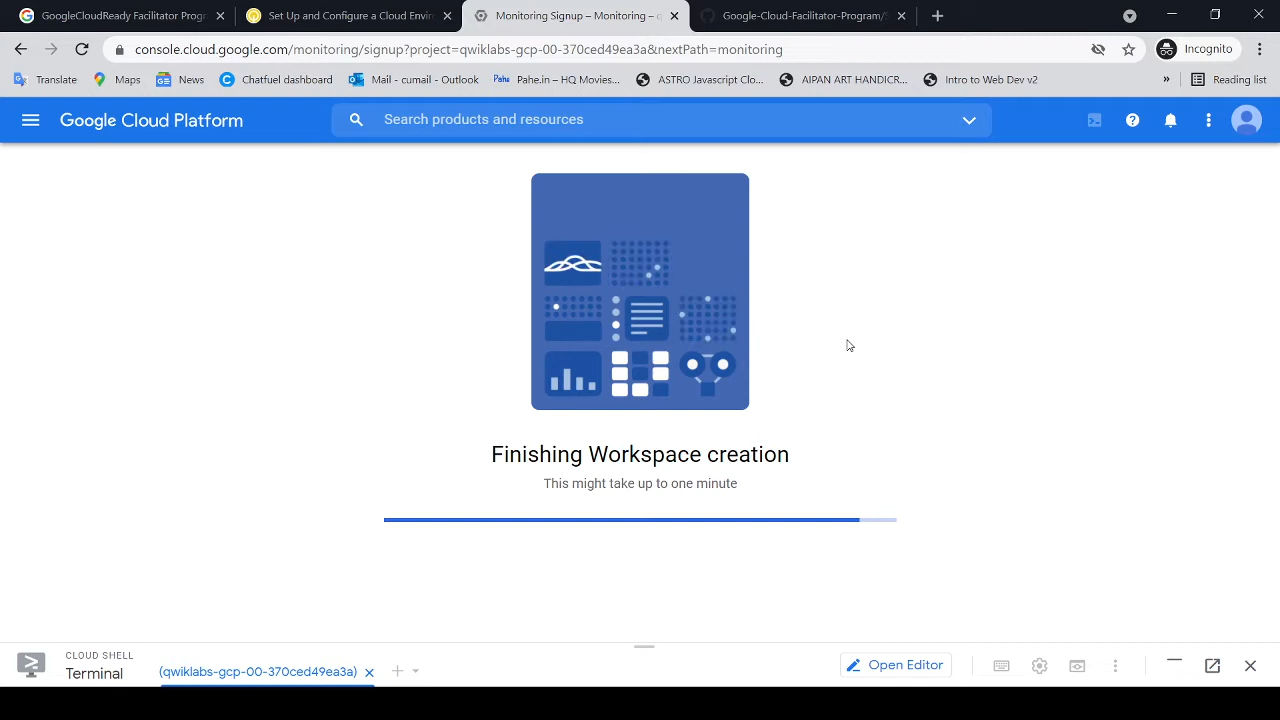 GoogleCloudReady Facilitator Progr
Set Up and Configure a Cloud Envir
Monitoring Signup – Monitoring – q
Google-Cloud-Facilitator-Program/S
console.cloud.google.com/monitoring/signup?project=qwiklabs-gcp-00-370ced49ea3a&nextPath=monitoring
Incognito
Translate
Maps
News
Chatfuel dashboard
Mail - cumail - Outlook
Pahe.in – HQ Movies...
ASTRO Javascript Clo...
AIPAN ART HANDICR...
Intro to Web Dev v2
»
Reading list
Google Cloud Platform
Search products and resources
Finishing Workspace creation
This might take up to one minute
CLOUD SHELL
Terminal
(qwiklabs-gcp-00-370ced49ea3a)
Open Editor